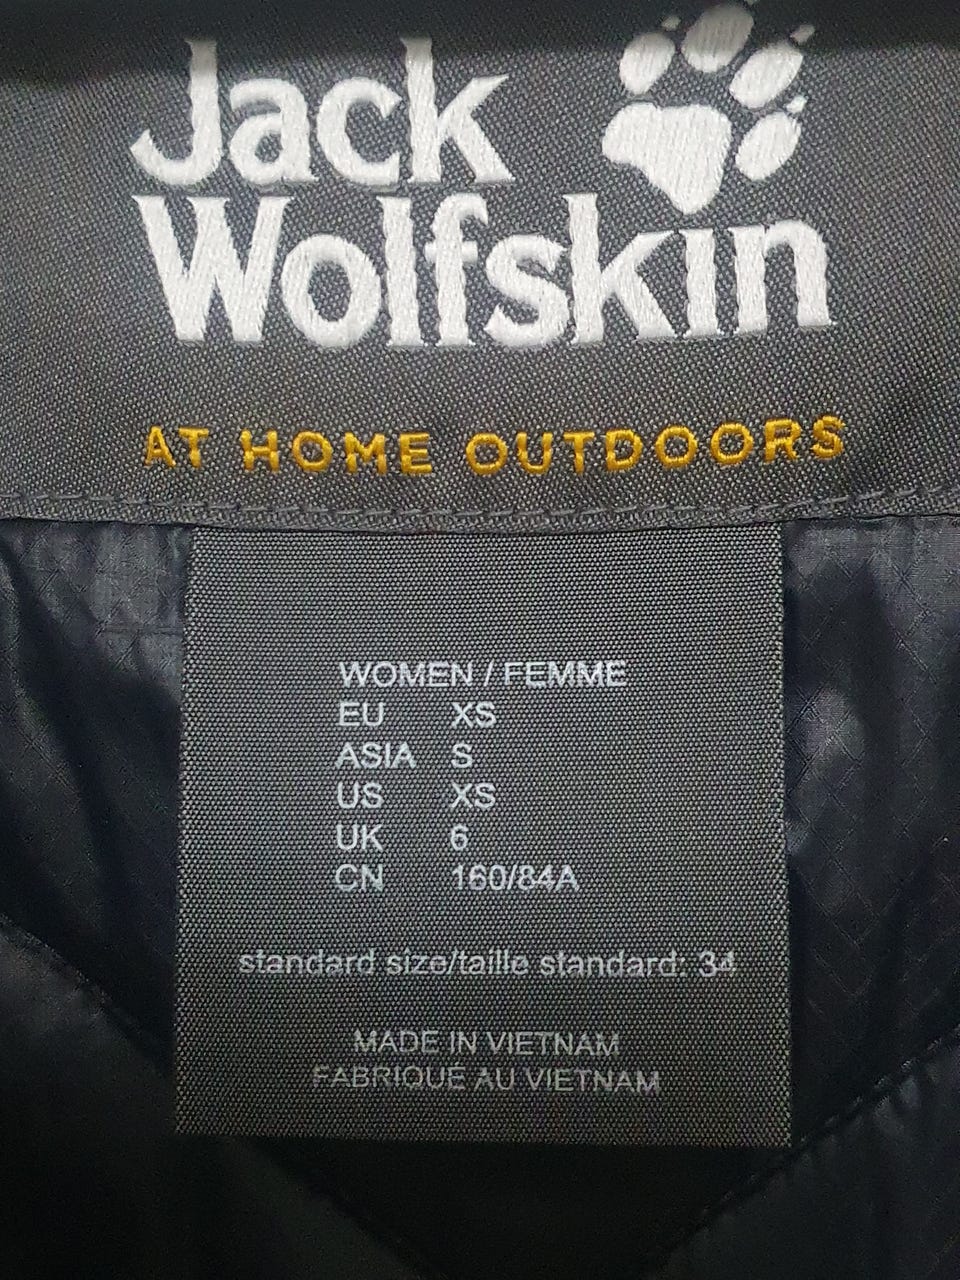 Jack
Wolfskin
AT HOME OUTDOORS
WOMEN / FEMME
EU XS
ASIA S
US XS
UK 6
CN 160/84A
standard size/taille standard: 34
MADE IN VIETNAM
FABRIQUE AU VIETNAM